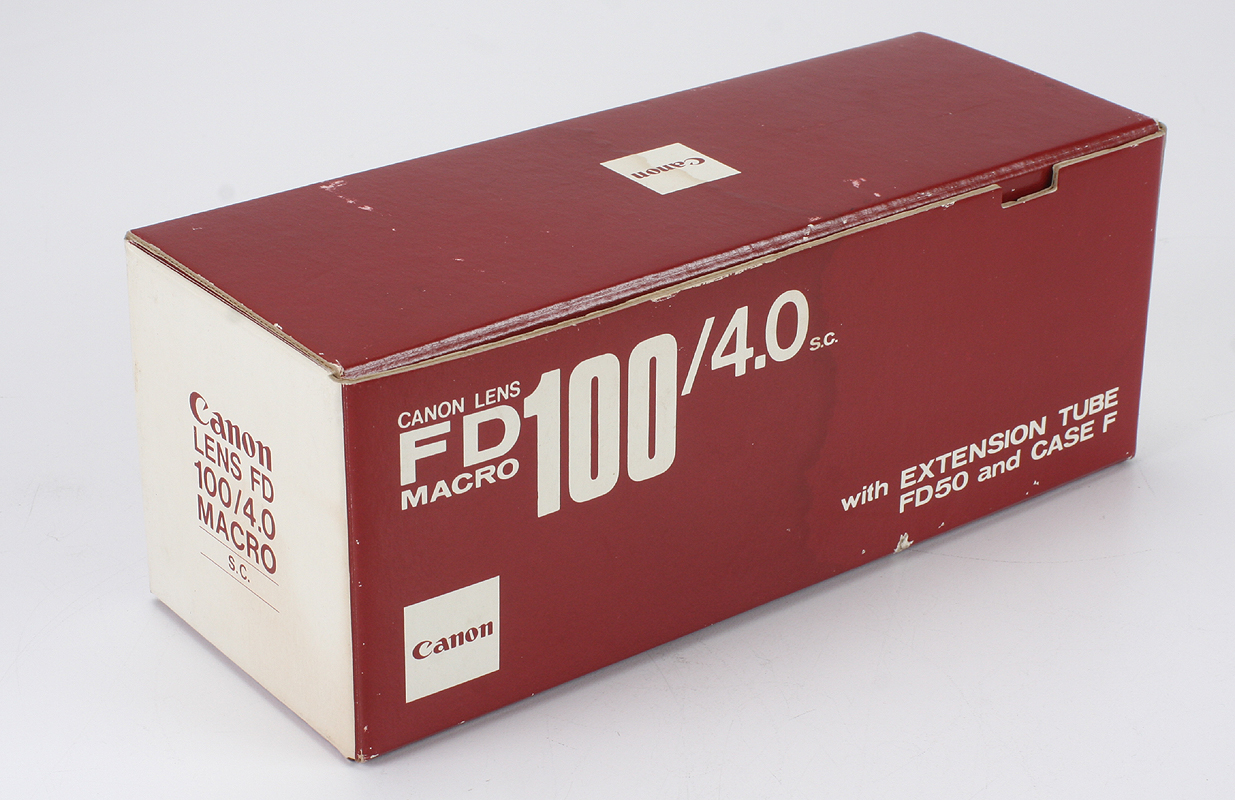 Canon
CANON LENS
FD
MACRO
100/4.0 S.C.
with EXTENSION TUBE
FD50 and CASE F
Canon
Canon
LENS FD
100/4.0
MACRO
S.C.